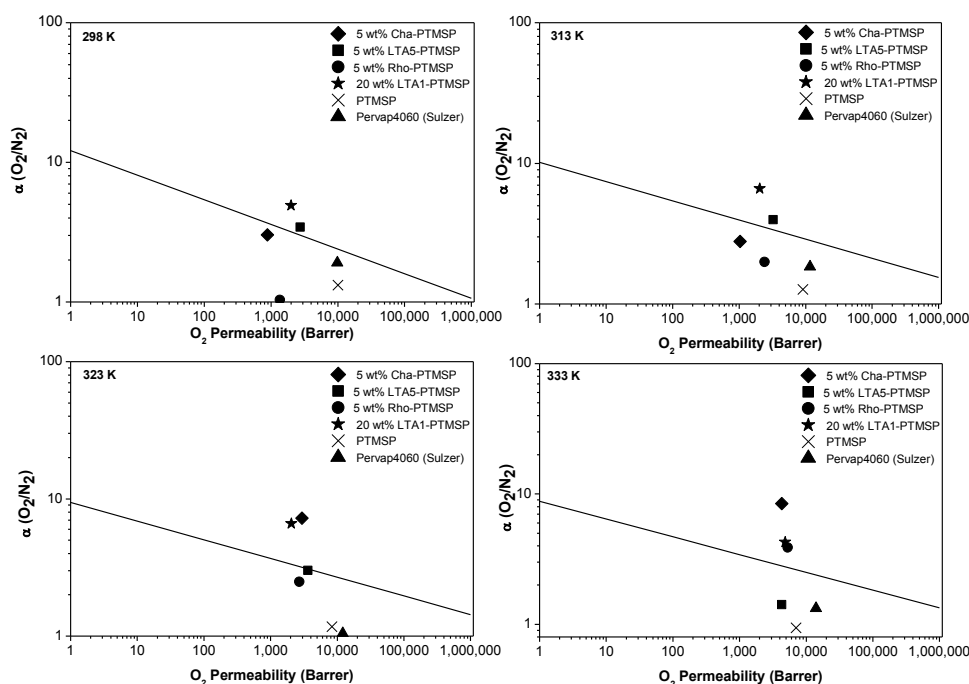 298 K
5 wt% Cha-PTMSP
5 wt% LTA5-PTMSP
5 wt% Rho-PTMSP
20 wt% LTA1-PTMSP
PTMSP
Pervap4060 (Sulzer)
100
10
1
α (O₂/N₂)
1 10 100 1,000 10,000 100,000 1,000,000
O₂ Permeability (Barrer)
313 K
5 wt% Cha-PTMSP
5 wt% LTA5-PTMSP
5 wt% Rho-PTMSP
20 wt% LTA1-PTMSP
PTMSP
Pervap4060 (Sulzer)
100
10
1
α (O₂/N₂)
1 10 100 1,000 10,000 100,000 1,000,000
O₂ Permeability (Barrer)
323 K
5 wt% Cha-PTMSP
5 wt% LTA5-PTMSP
5 wt% Rho-PTMSP
20 wt% LTA1-PTMSP
PTMSP
Pervap4060 (Sulzer)
100
10
1
α (O₂/N₂)
1 10 100 1,000 10,000 100,000 1,000,000
O₂ Permeability (Barrer)
333 K
5 wt% Cha-PTMSP
5 wt% LTA5-PTMSP
5 wt% Rho-PTMSP
20 wt% LTA1-PTMSP
PTMSP
Pervap4060 (Sulzer)
100
10
1
α (O₂/N₂)
1 10 100 1,000 10,000 100,000 1,000,000
O₂ Permeability (Barrer)